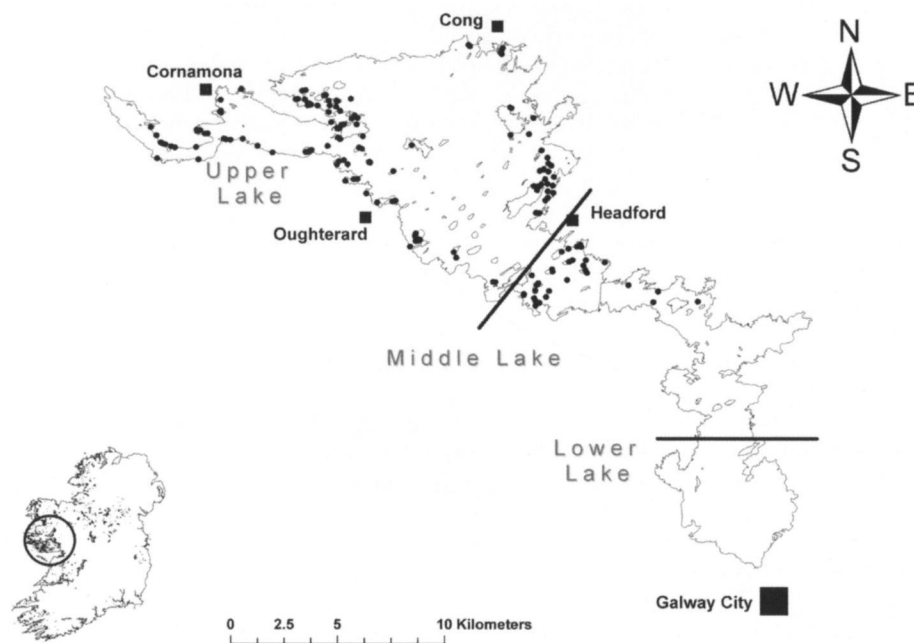 Cong
N
Cornamona
W
E
S
Upper
Lake
Headford
Oughterard
Middle Lake
Lower
Lake
Galway City
0 2.5 5 10 Kilometers